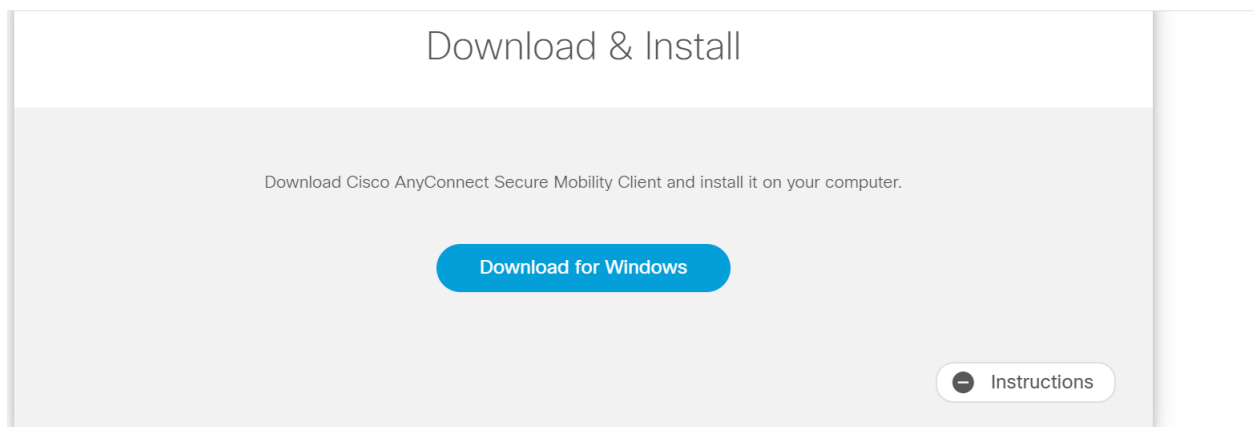 Download & Install
Download Cisco AnyConnect Secure Mobility Client and install it on your computer.
Download for Windows
Instructions